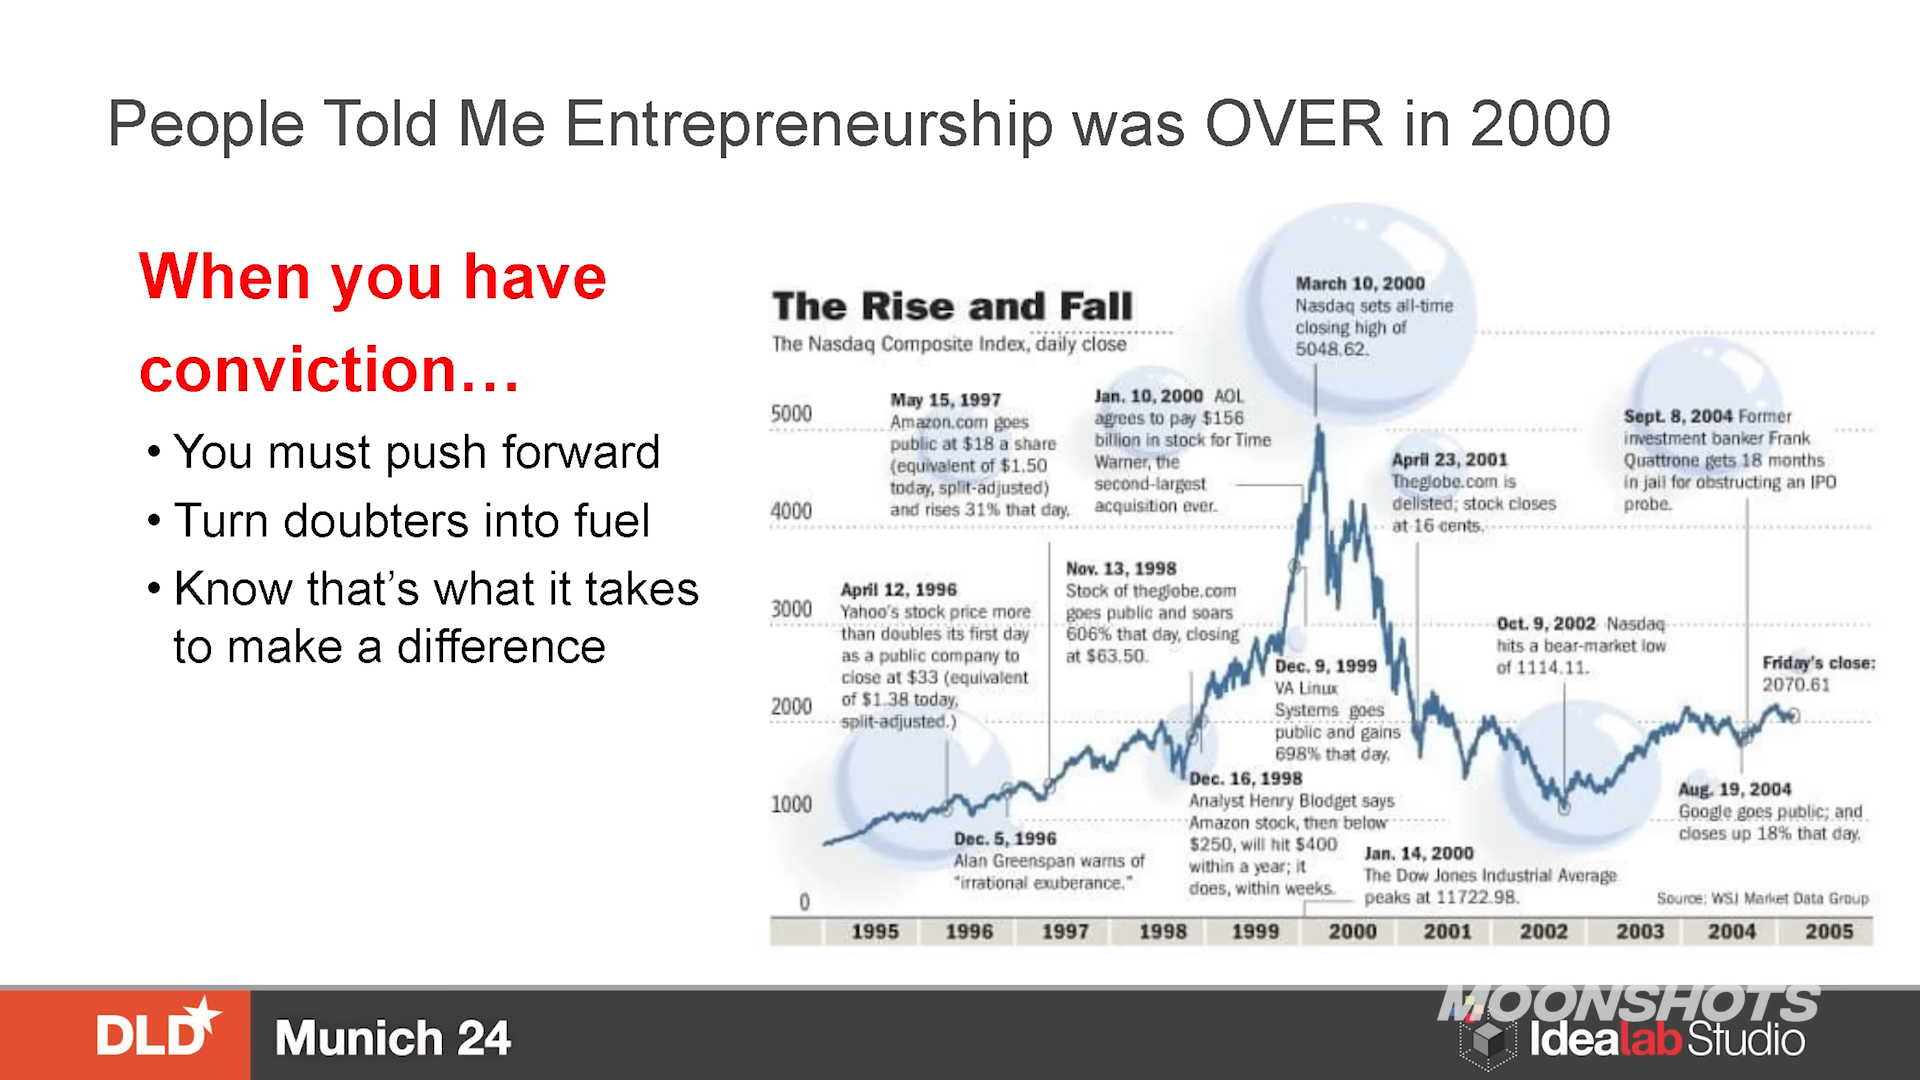 People Told Me Entrepreneurship was OVER in 2000
When you have
conviction…
• You must push forward
• Turn doubters into fuel
• Know that’s what it takes
to make a difference
The Rise and Fall
The Nasdaq Composite Index, daily close
March 10, 2000
Nasdaq sets all-time
closing high of
5048.62.
May 15, 1997
Amazon.com goes
public at $18 a share
(equivalent of $1.50
today, split-adjusted)
and rises 31% that day.
Jan. 10, 2000 AOL
agrees to pay $156
billion in stock for Time
Warner, the
second-largest
acquisition ever.
April 23, 2001
Theglobe.com is
delisted; stock closes
at 16 cents.
Sept. 8, 2004 Former
investment banker Frank
Quattrone gets 18 months
in jail for obstructing an IPO
probe.
April 12, 1996
Yahoo's stock price more
than doubles its first day
as a public company to
close at $33 (equivalent
of $1.38 today,
split-adjusted.)
Nov. 13, 1998
Stock of theglobe.com
goes public and soars
606% that day, closing
at $63.50.
Dec. 9, 1999
VA Linux
Systems goes
public and gains
698% that day.
Oct. 9, 2002 Nasdaq
hits a bear-market low
of 1114.11.
Friday's close:
2070.61
Dec. 5, 1996
Alan Greenspan warns of
"irrational exuberance."
Dec. 16, 1998
Analyst Henry Blodget says
Amazon stock, then below
$250, will hit $400
within a year; it
does, within weeks.
Jan. 14, 2000
The Dow Jones Industrial Average
peaks at 11722.98.
Aug. 19, 2004
Google goes public; and
closes up 18% that day.
Source: WSJ Market Data Group
5000
4000
3000
2000
1000
0
1995 1996 1997 1998 1999 2000 2001 2002 2003 2004 2005
DLD Munich 24
MOONSHOTS
Idealab Studio